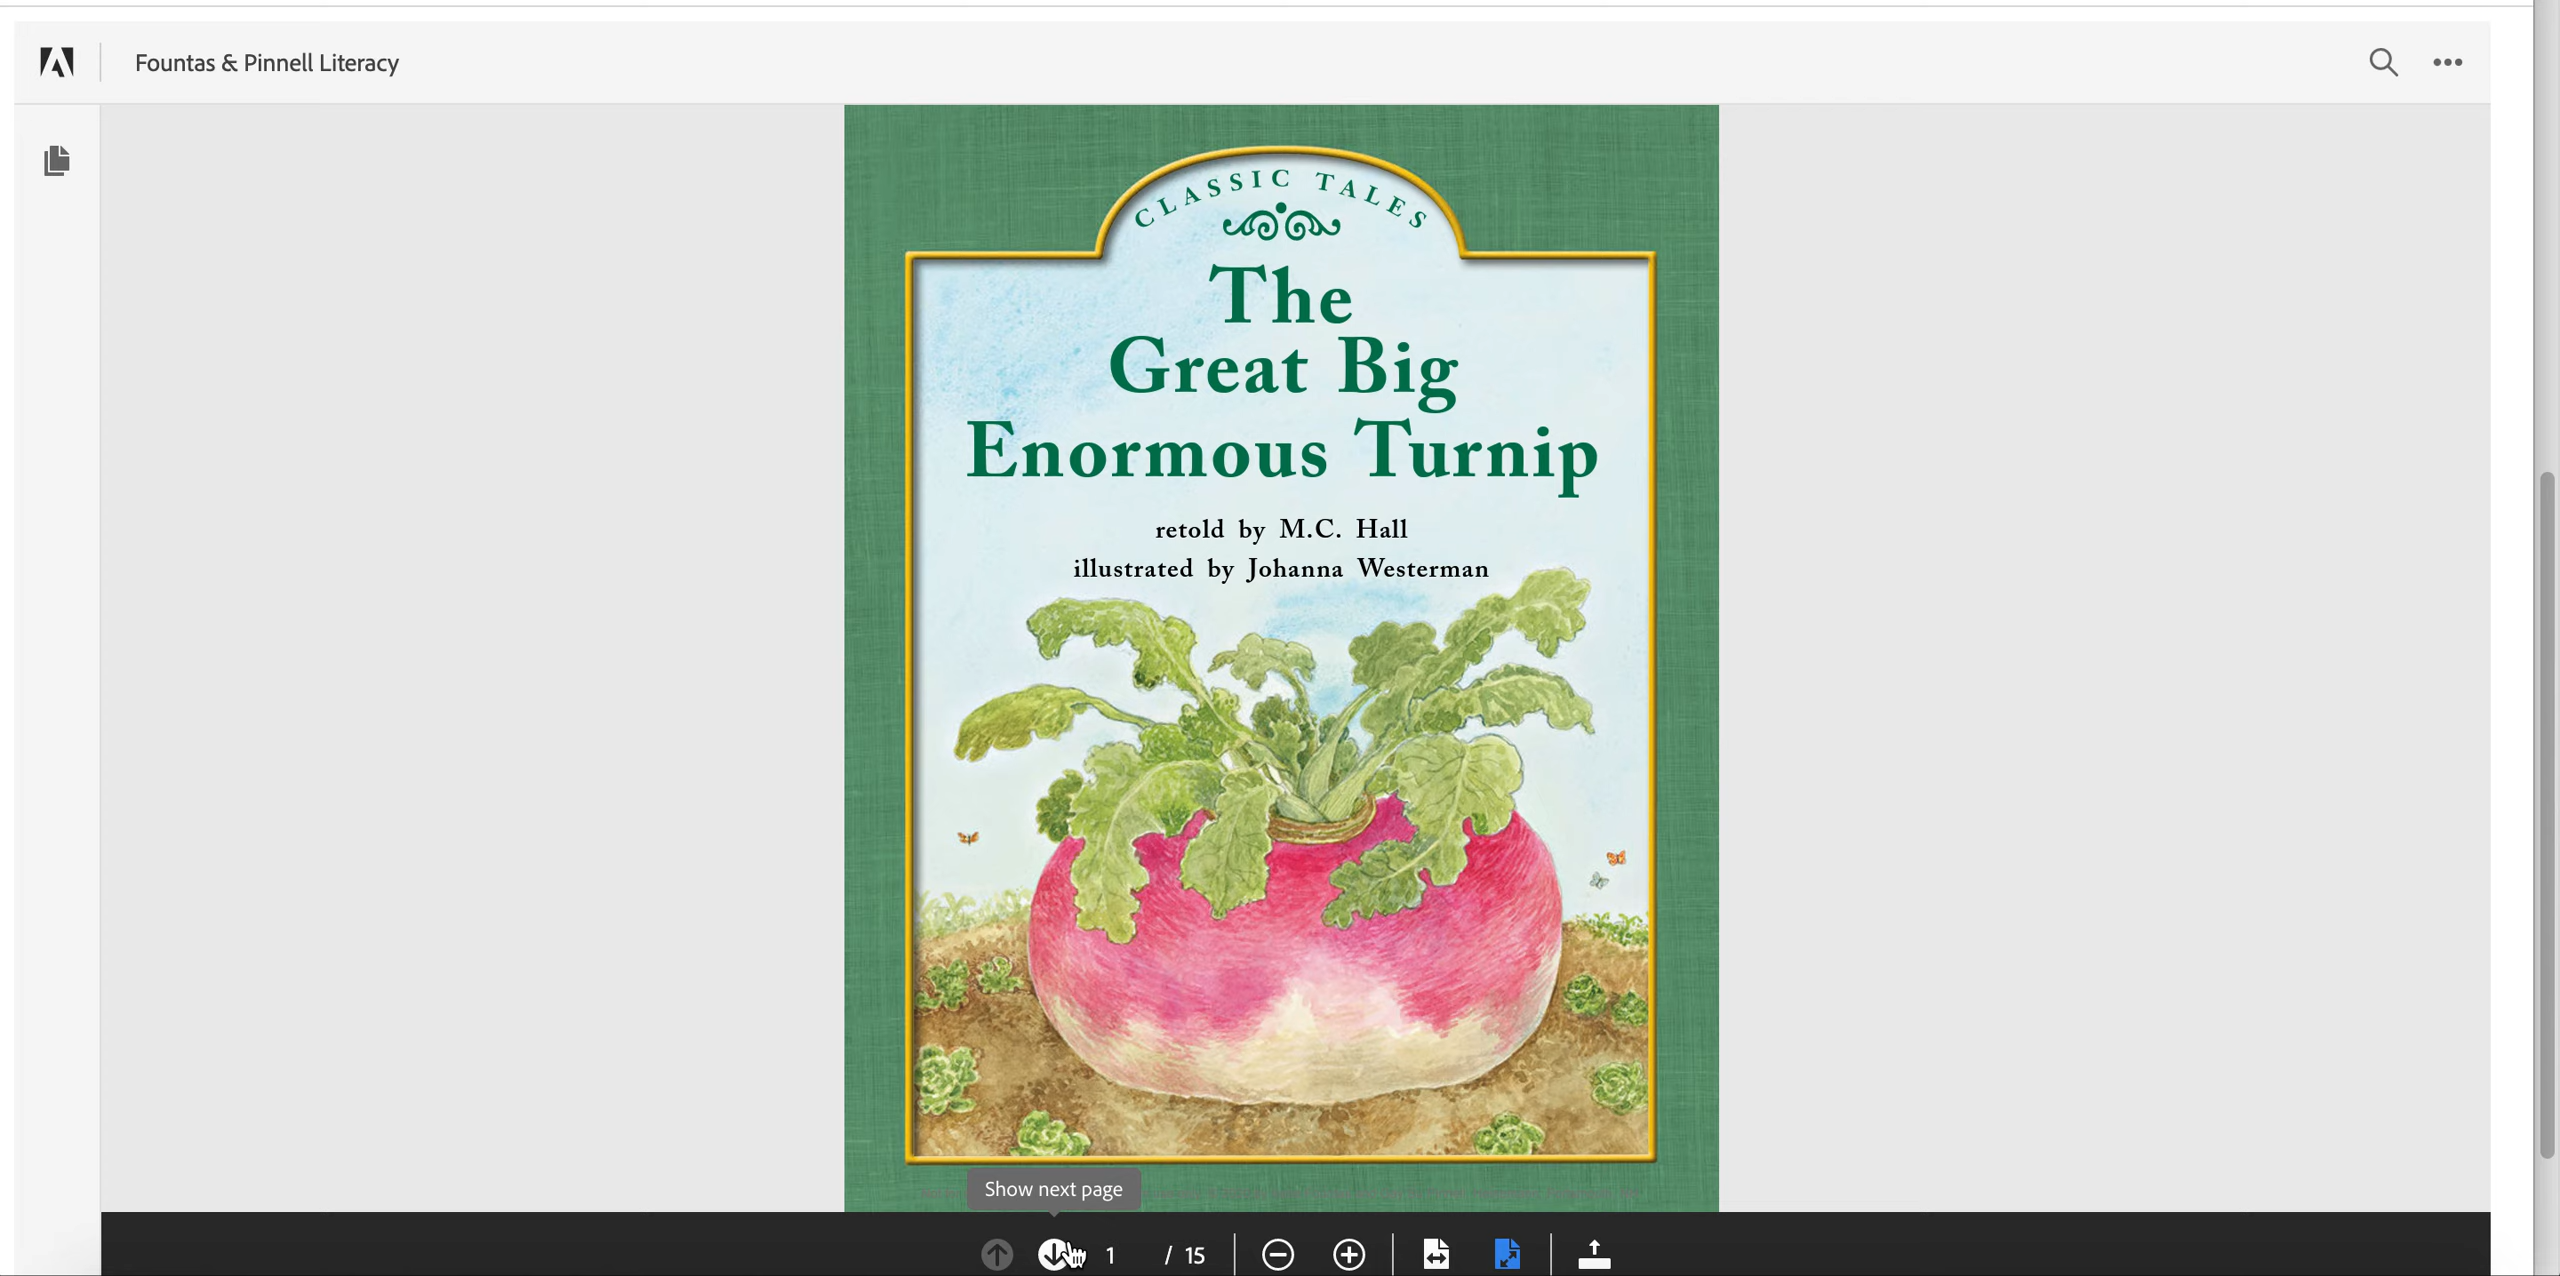 Fountas & Pinnell Literacy
CLASSIC TALES
The
Great Big
Enormous Turnip
retold by M.C. Hall
illustrated by Johanna Westerman
Show next page
1 / 15